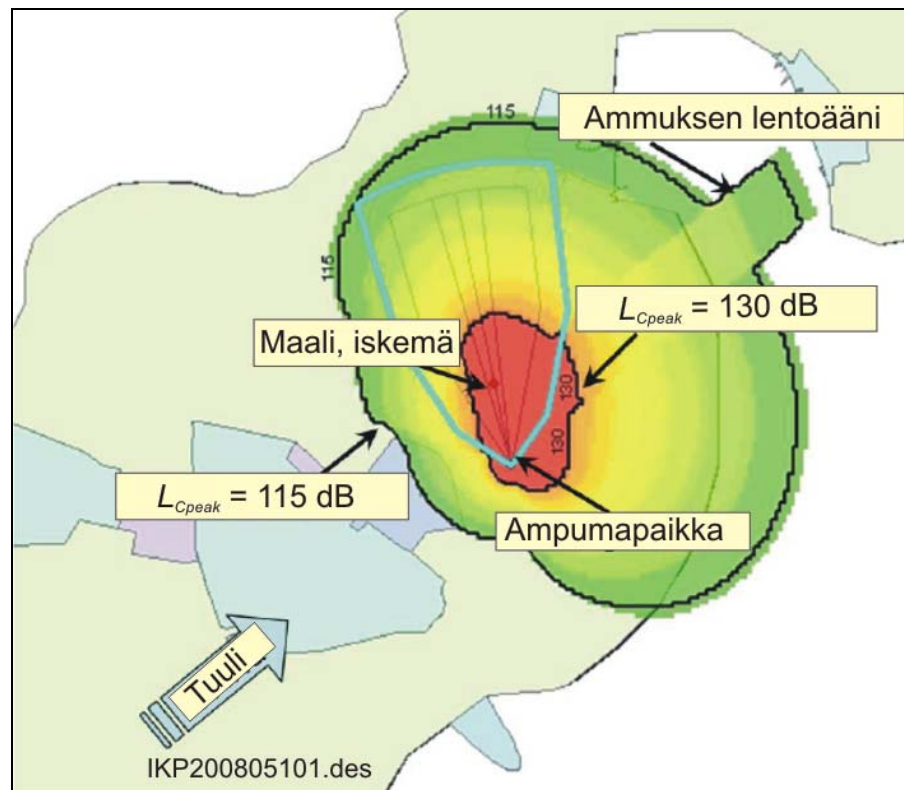 115
Ammuksen lentoääni
115
L_Cpeak = 130 dB
Maali, iskemä
130
130
L_Cpeak = 115 dB
Ampumapaikka
Tuuli
IKP200805101.des